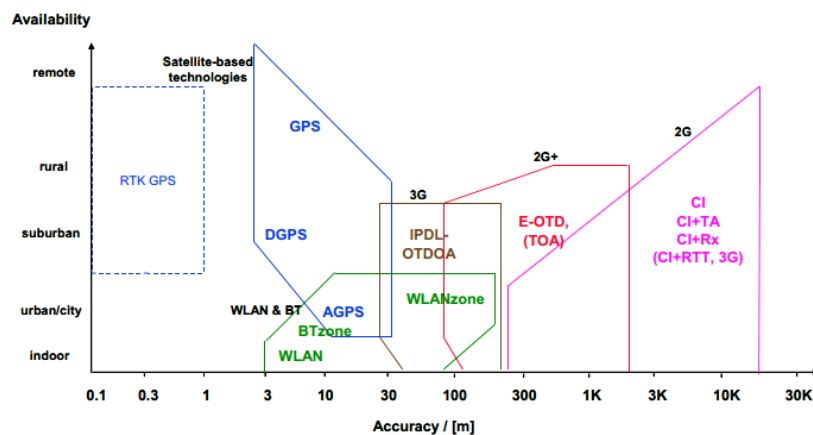 Availability
remote
rural
suburban
urban/city
indoor
Satellite-based
technologies
GPS
RTK GPS
DGPS
AGPS
WLAN & BT
BTzone
WLAN
WLANzone
3G
IPDL-
OTDOA
2G+
E-OTD,
(TOA)
2G
CI
CI+TA
CI+Rx
(CI+RTT, 3G)
0.1 0.3 1 3 10 30 100 300 1K 3K 10K 30K
Accuracy / [m]